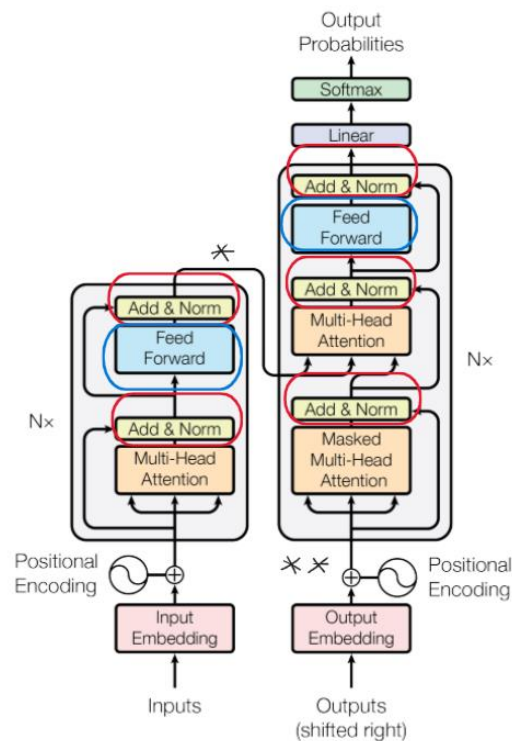 Output
Probabilities
Softmax
Linear
Add & Norm
Feed
Forward
Add & Norm
Multi-Head
Attention
Add & Norm
Masked
Multi-Head
Attention
Nx
Add & Norm
Feed
Forward
Add & Norm
Multi-Head
Attention
Nx
Positional
Encoding
Positional
Encoding
Input
Embedding
Output
Embedding
Inputs
Outputs
(shifted right)